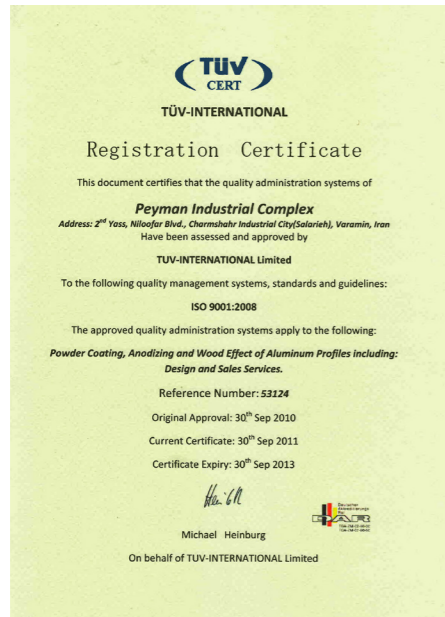 TÜV
CERT
TÜV-INTERNATIONAL
Registration Certificate
This document certifies that the quality administration systems of
Peyman Industrial Complex
Address: 2nd Yass, Niloofar Blvd., Charmshahr Industrial City(Salarieh), Varamin, Iran
Have been assessed and approved by
TUV-INTERNATIONAL Limited
To the following quality management systems, standards and guidelines:
ISO 9001:2008
The approved quality administration systems apply to the following:
Powder Coating, Anodizing and Wood Effect of Aluminum Profiles including:
Design and Sales Services.
Reference Number: 53124
Original Approval: 30th Sep 2010
Current Certificate: 30th Sep 2011
Certificate Expiry: 30th Sep 2013
Deutscher
Akkreditierungs
Rat
DAR
Michael Heinburg
On behalf of TUV-INTERNATIONAL Limited